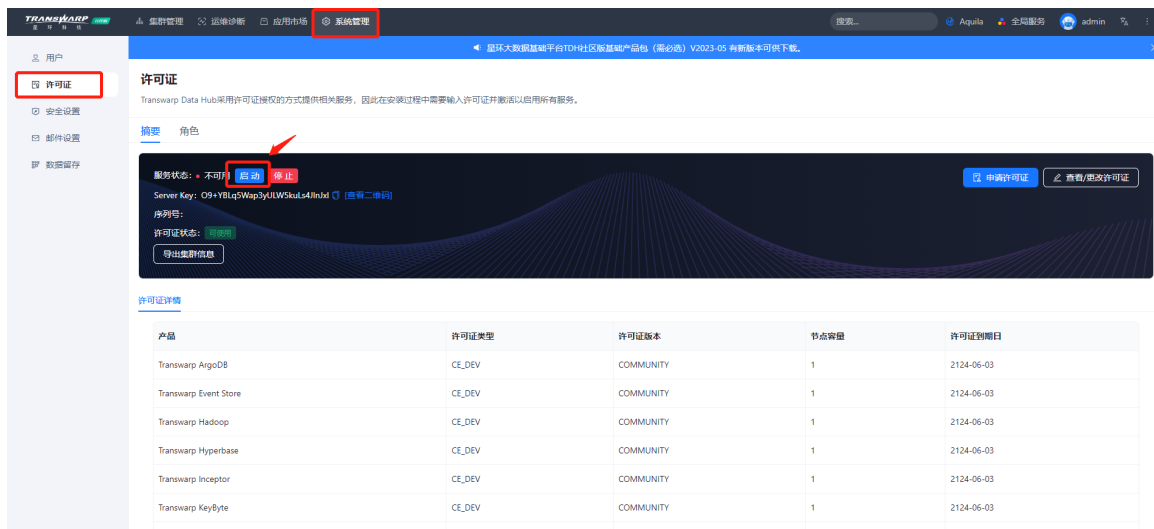 TRANSWARP 社区版
星环科技
集群管理 运维诊断 应用市场 系统管理 搜索... Aquila 全局服务 admin
星环大数据基础平台TDH社区版基础产品包（需必选）V2023-05 有新版本可供下载。
用户
许可证
安全设置
邮件设置
数据留存
许可证
Transwarp Data Hub采用许可证授权的方式提供相关服务，因此在安装过程中需要输入许可证并激活以启用所有服务。
摘要 角色
服务状态： 不可用 启动 停止
申请许可证 查看/更改许可证
Server Key: O9+YBLq5Wap3yULW5kuLs4JInJxl [查看二维码]
序列号：
许可证状态： 可使用
导出集群信息
许可证详情
产品 许可证类型 许可证版本 节点容量 许可证到期日
Transwarp ArgoDB CE_DEV COMMUNITY 1 2124-06-03
Transwarp Event Store CE_DEV COMMUNITY 1 2124-06-03
Transwarp Hadoop CE_DEV COMMUNITY 1 2124-06-03
Transwarp Hyperbase CE_DEV COMMUNITY 1 2124-06-03
Transwarp Inceptor CE_DEV COMMUNITY 1 2124-06-03
Transwarp KeyByte CE_DEV COMMUNITY 1 2124-06-03